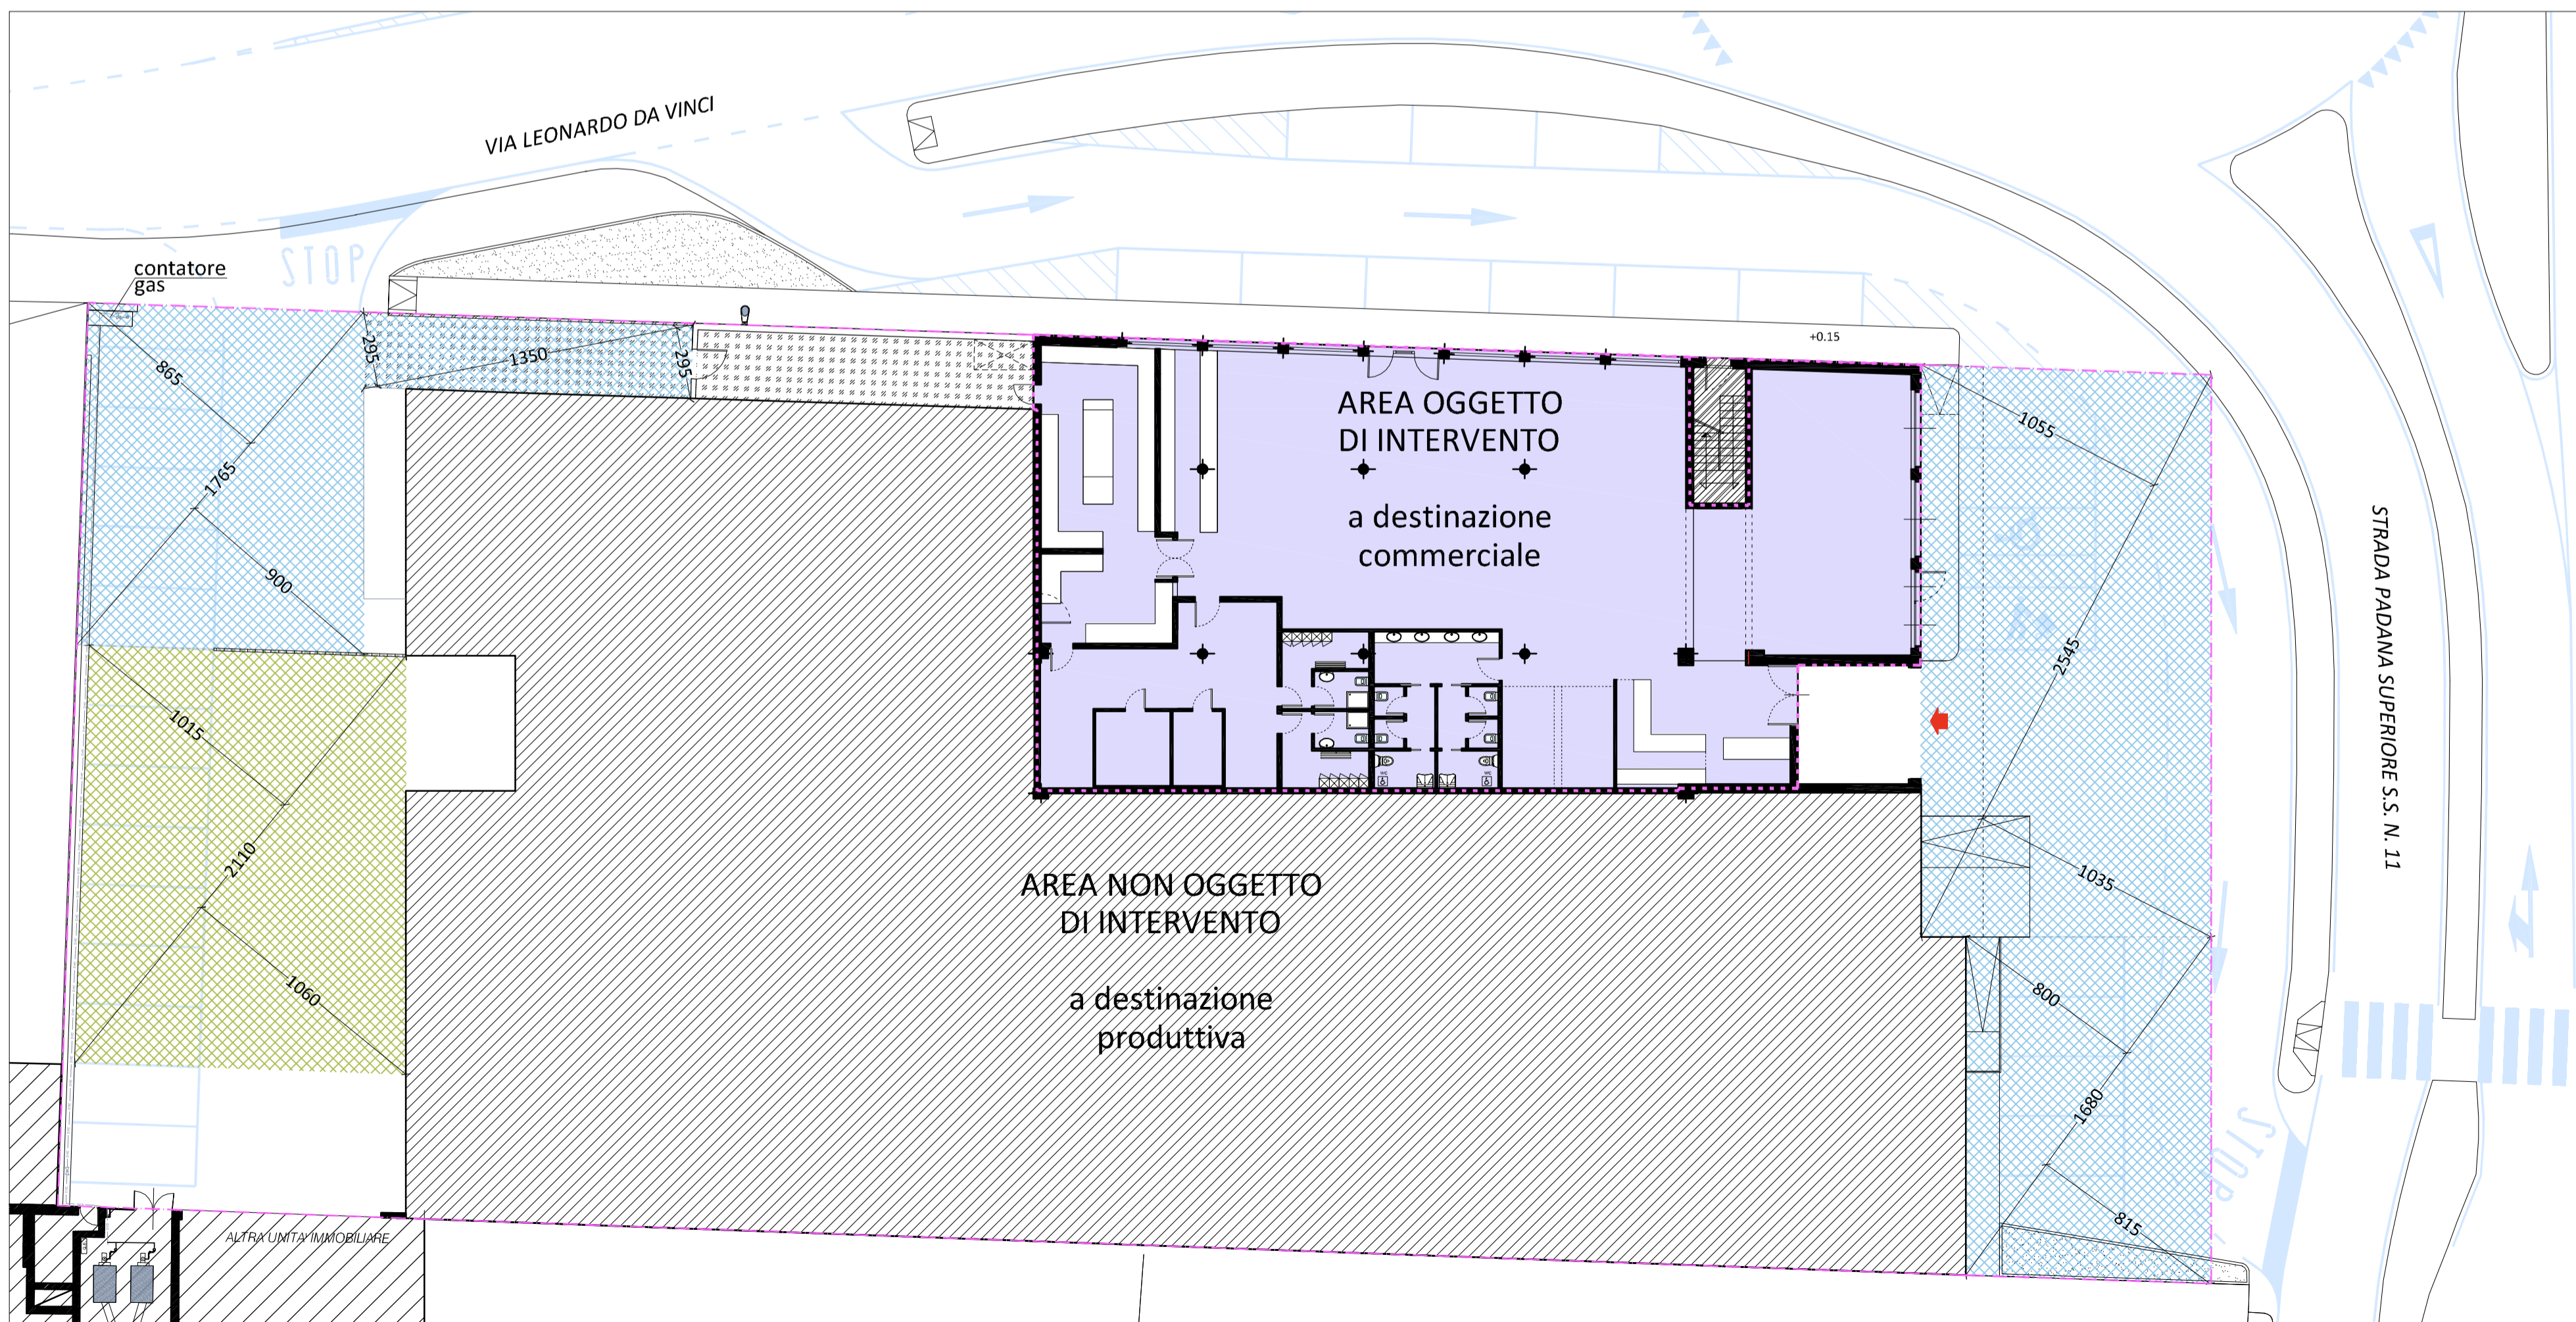 VIA LEONARDO DA VINCI
STOP
contatore
gas
+0.15
295
1350
295
865
1765
900
AREA OGGETTO
DI INTERVENTO
a destinazione
commerciale
1055
2545
STRADA PADANA SUPERIORE S.S. N. 11
1015
2110
1060
AREA NON OGGETTO
DI INTERVENTO
a destinazione
produttiva
1035
800
1680
815
STOP
ALTRA UNITA' IMMOBILIARE
WC
WC